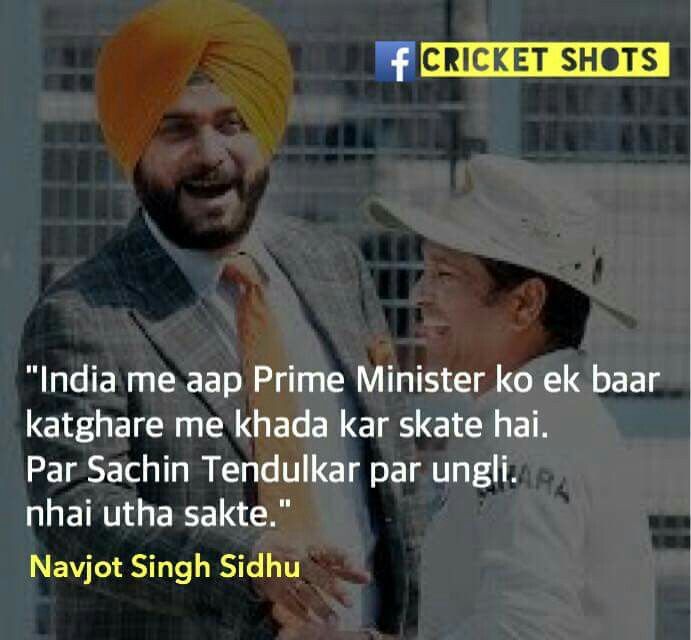 f CRICKET SHOTS
"India me aap Prime Minister ko ek baar
katghare me khada kar skate hai.
Par Sachin Tendulkar par ungli.
nhai utha sakte."
Navjot Singh Sidhu